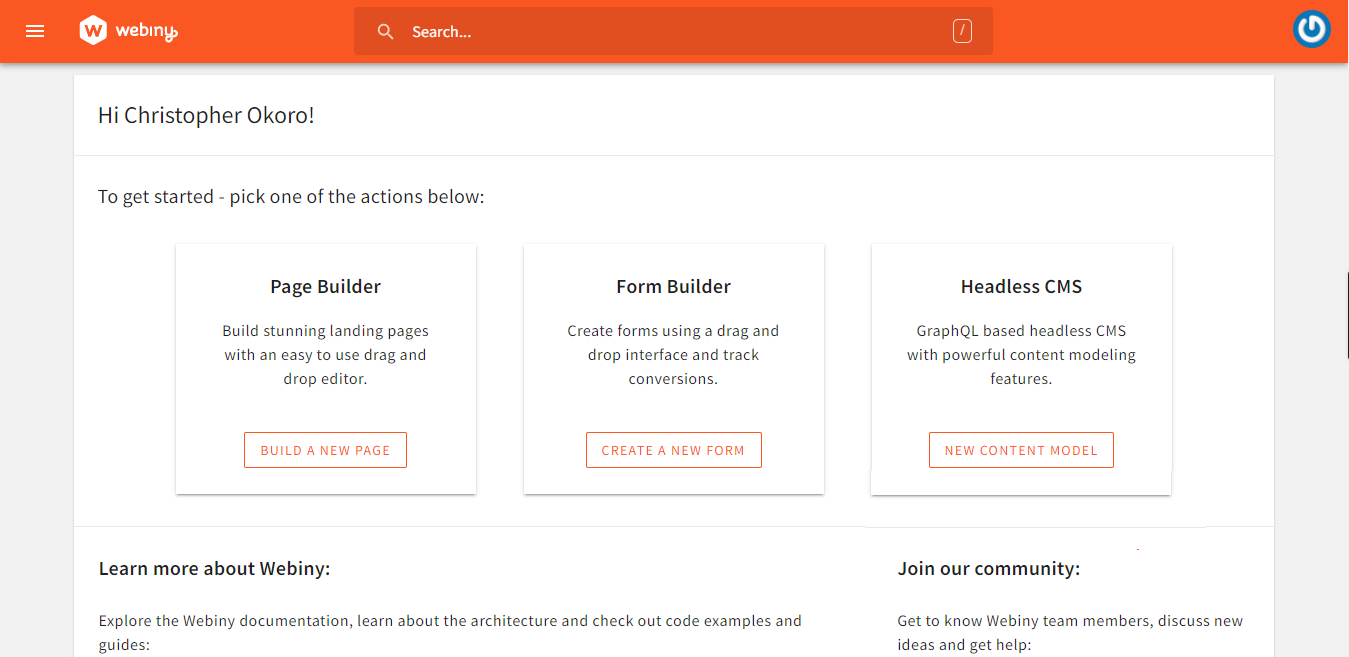 webiny
Search...
/
Hi Christopher Okoro!
To get started - pick one of the actions below:
Page Builder
Build stunning landing pages
with an easy to use drag and
drop editor.
BUILD A NEW PAGE
Form Builder
Create forms using a drag and
drop interface and track
conversions.
CREATE A NEW FORM
Headless CMS
GraphQL based headless CMS
with powerful content modeling
features.
NEW CONTENT MODEL
Learn more about Webiny:
Explore the Webiny documentation, learn about the architecture and check out code examples and
guides:
Join our community:
Get to know Webiny team members, discuss new
ideas and get help: